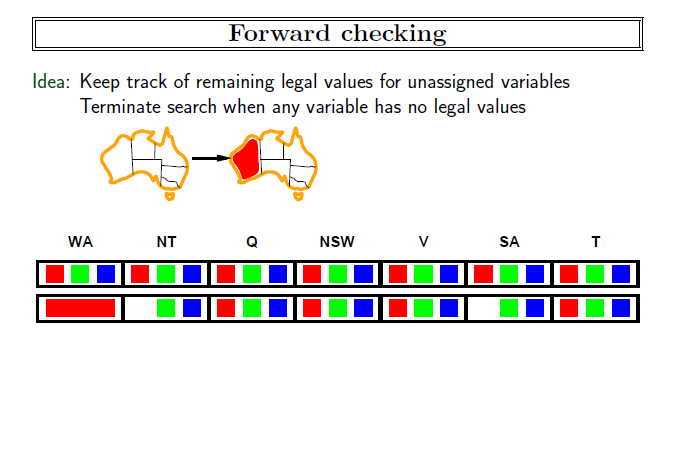 Forward checking
Idea: Keep track of remaining legal values for unassigned variables
Terminate search when any variable has no legal values
WA NT Q NSW V SA T